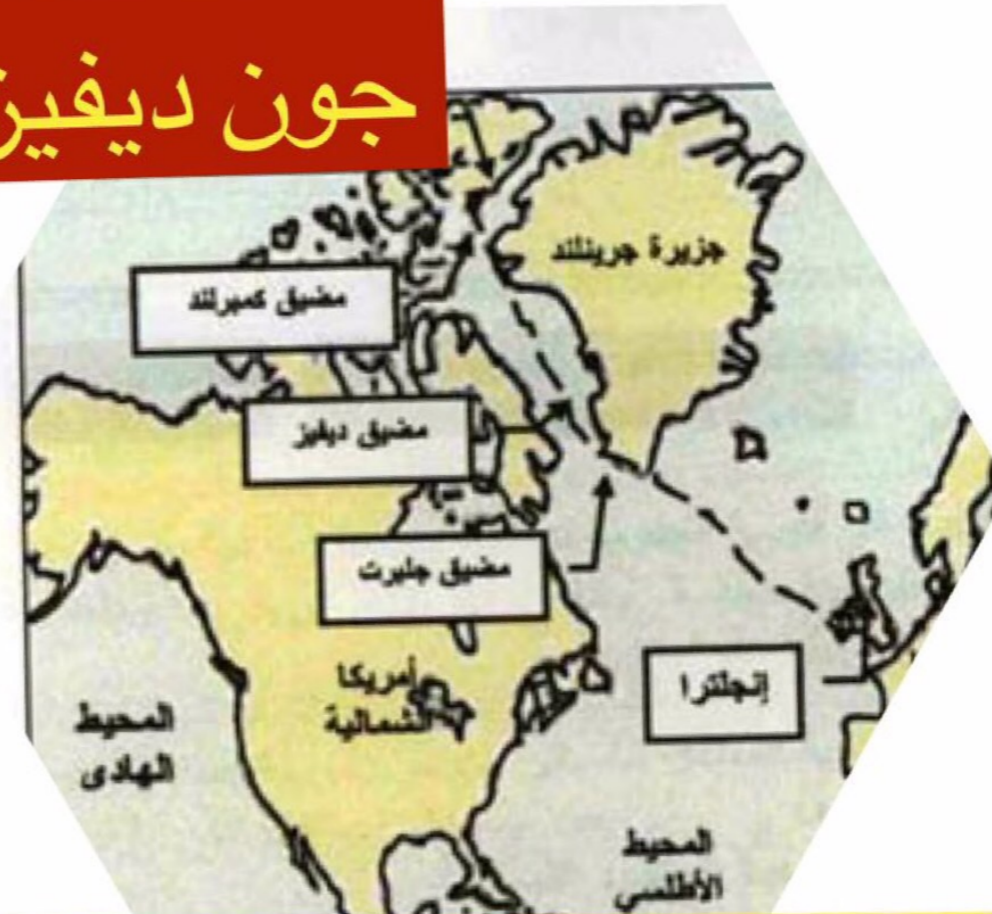 جون ديفيز
جزيرة جرينلند
مضيق كمبرلند
مضيق ديفيز
مضيق جلبرت
إنجلترا
أمريكا
الشمالية
المحيط
الهادى
المحيط
الأطلسي